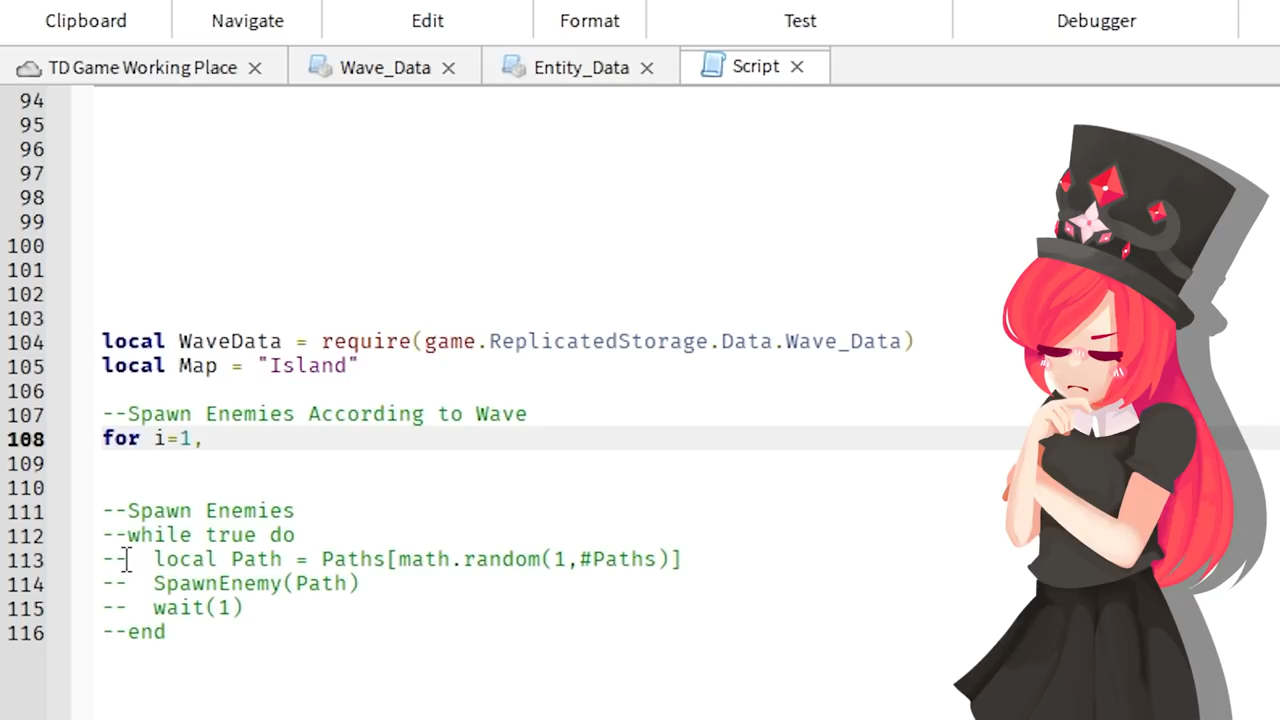 Clipboard Navigate Edit Format Test Debugger
TD Game Working Place Wave_Data Entity_Data Script
94
95
96
97
98
99
100
101
102
103
104 local WaveData = require(game.ReplicatedStorage.Data.Wave_Data)
105 local Map = "Island"
106
107 --Spawn Enemies According to Wave
108 for i=1,
109
110
111 --Spawn Enemies
112 --while true do
113 -- local Path = Paths[math.random(1,#Paths)]
114 -- SpawnEnemy(Path)
115 -- wait(1)
116 --end